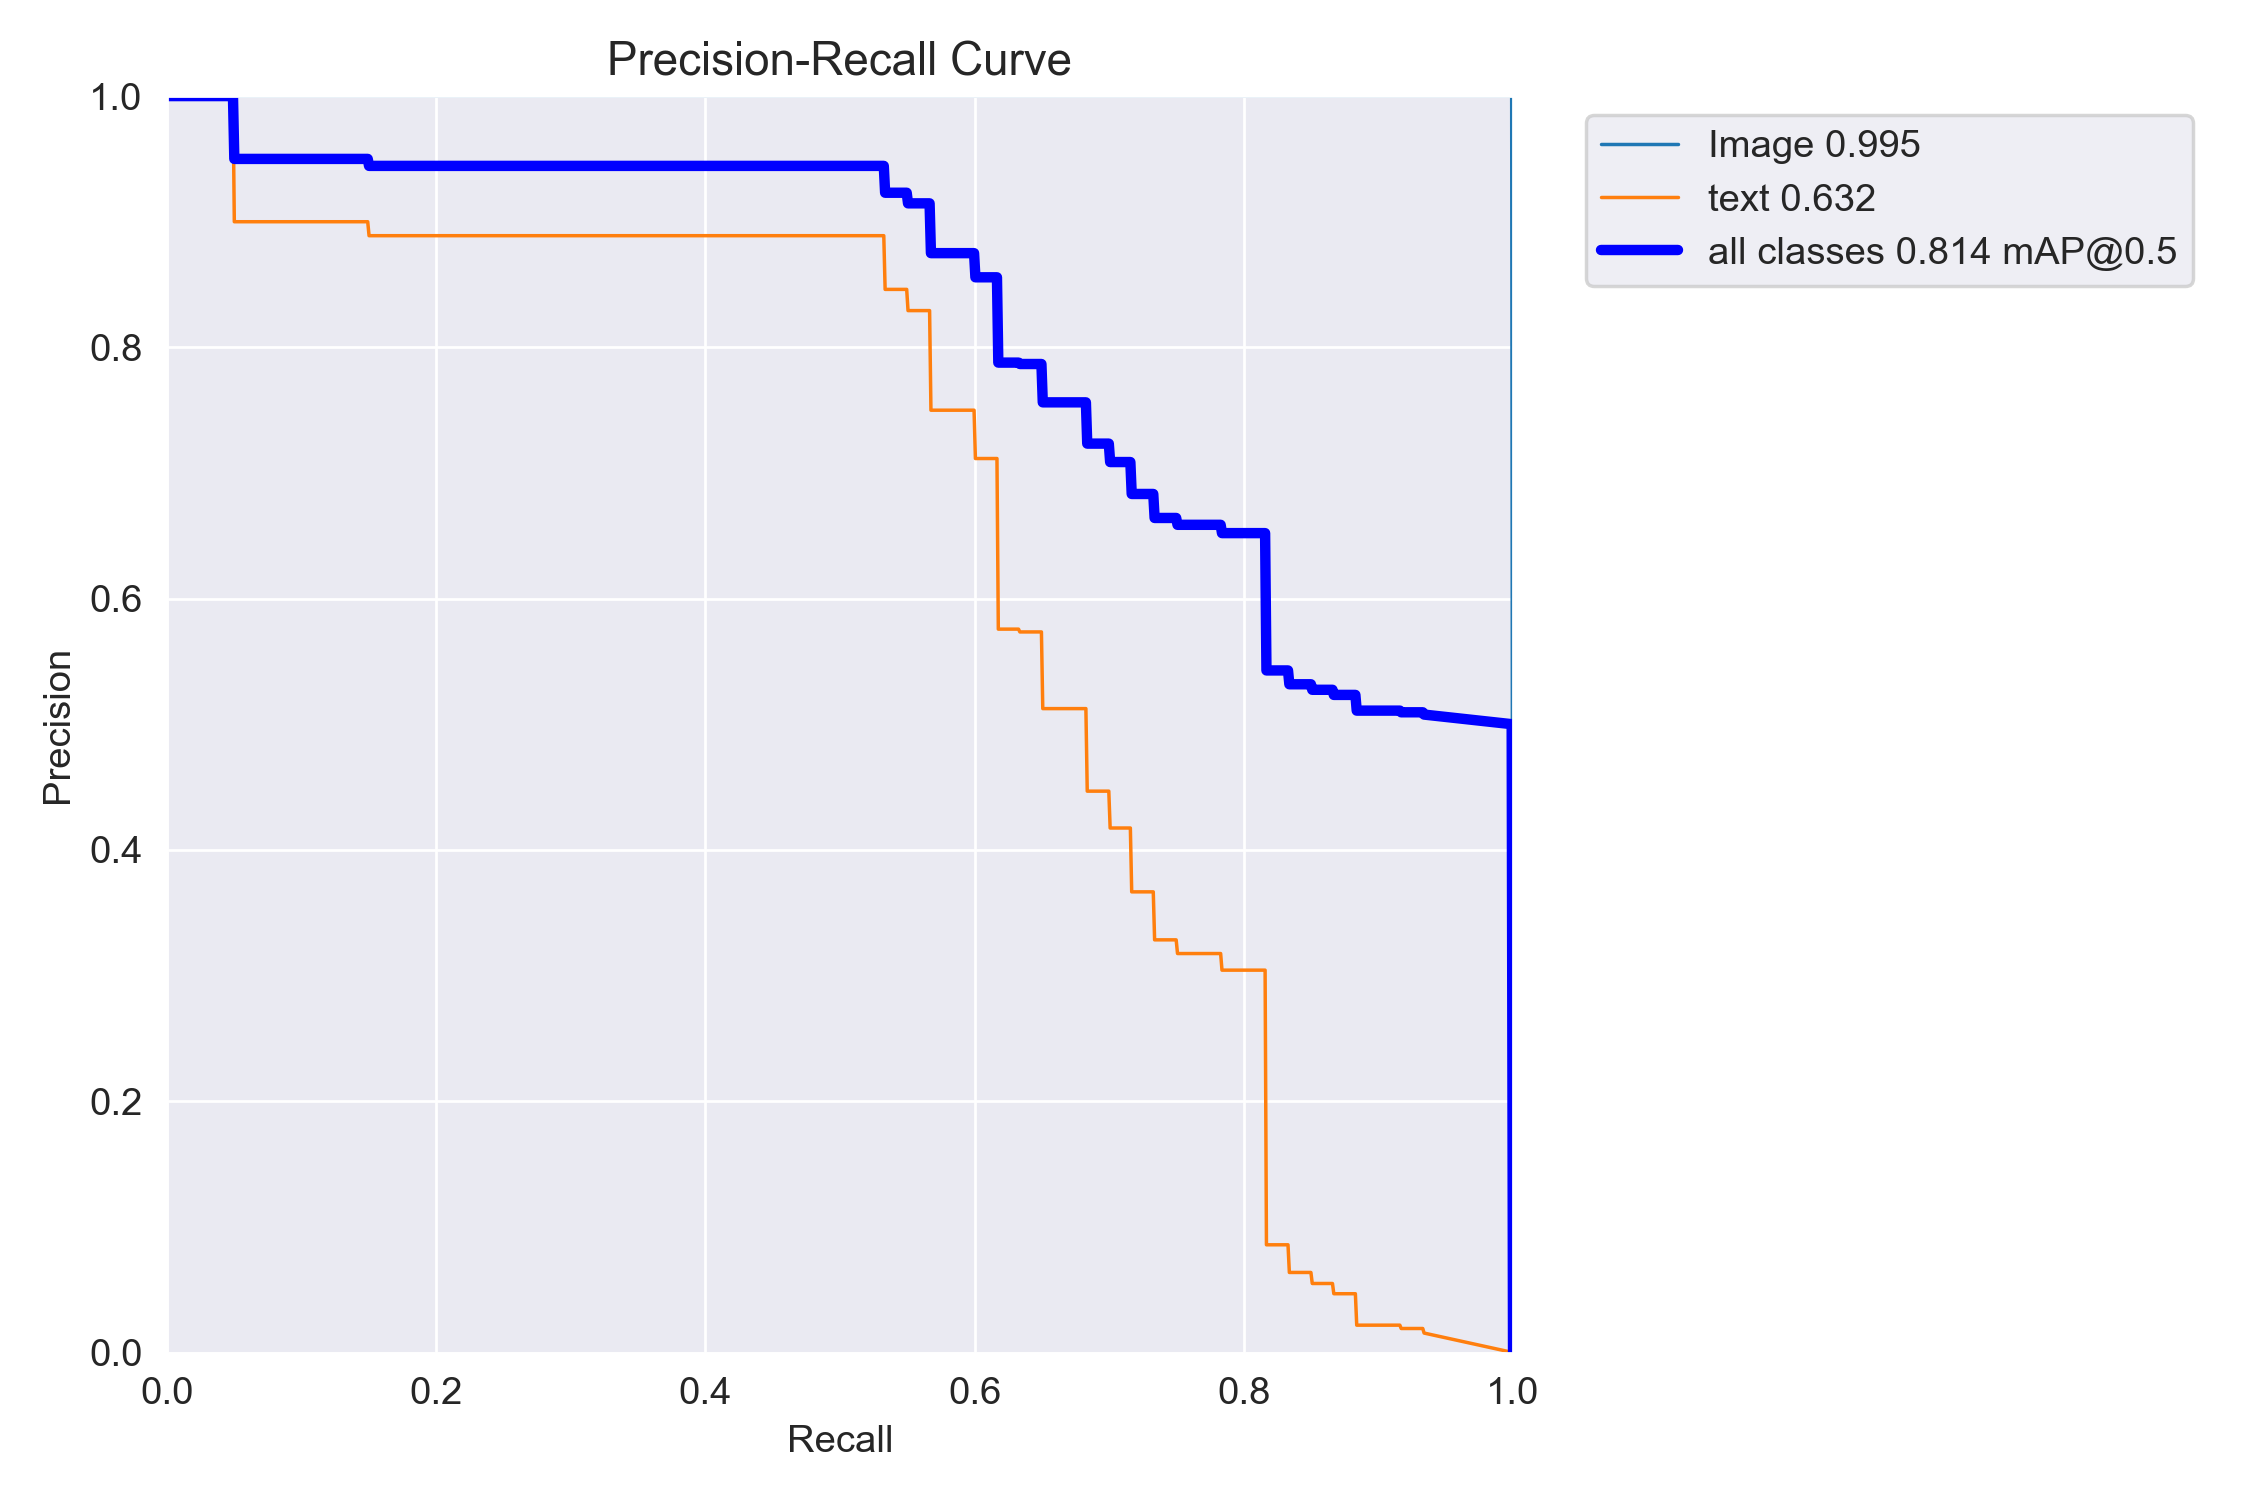 Precision-Recall Curve
1.0
0.8
0.6
0.4
0.2
0.0
Precision
0.0 0.2 0.4 0.6 0.8 1.0
Recall
Image 0.995
text 0.632
all classes 0.814 mAP@0.5